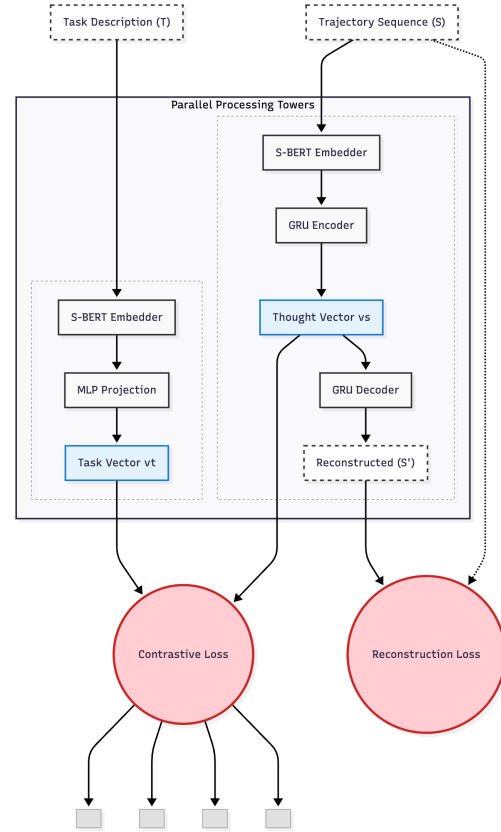 Task Description (T)
Trajectory Sequence (S)
Parallel Processing Towers
S-BERT Embedder
GRU Encoder
S-BERT Embedder
Thought Vector vs
MLP Projection
GRU Decoder
Task Vector vt
Reconstructed (S')
Contrastive Loss
Reconstruction Loss